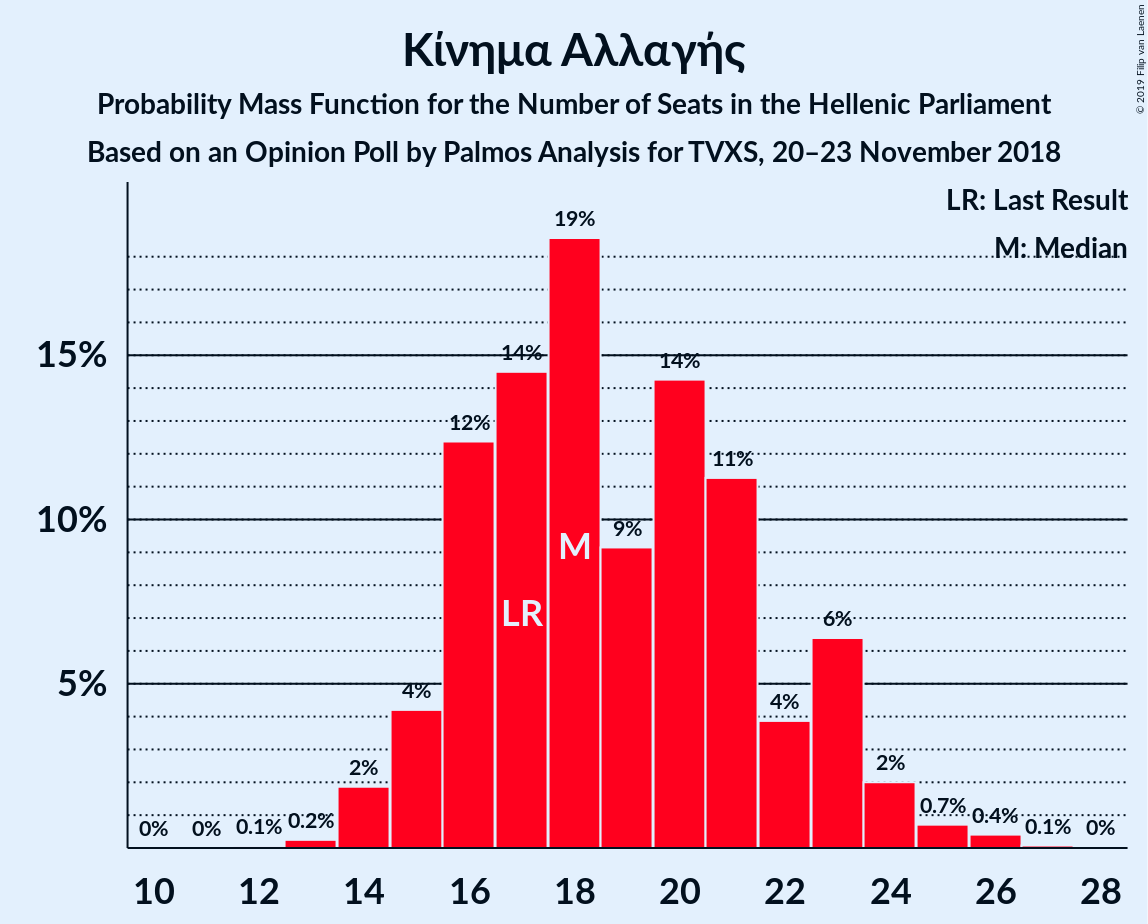 Κίνημα Αλλαγής
Probability Mass Function for the Number of Seats in the Hellenic Parliament
Based on an Opinion Poll by Palmos Analysis for TVXS, 20–23 November 2018
© 2019 Filip van Laenen
LR: Last Result
M: Median
15%
10%
5%
0%
0%
0.1%
0.2%
2%
4%
12%
14%
19%
9%
14%
11%
4%
6%
2%
0.7%
0.4%
0.1%
0%
LR
M
10 12 14 16 18 20 22 24 26 28